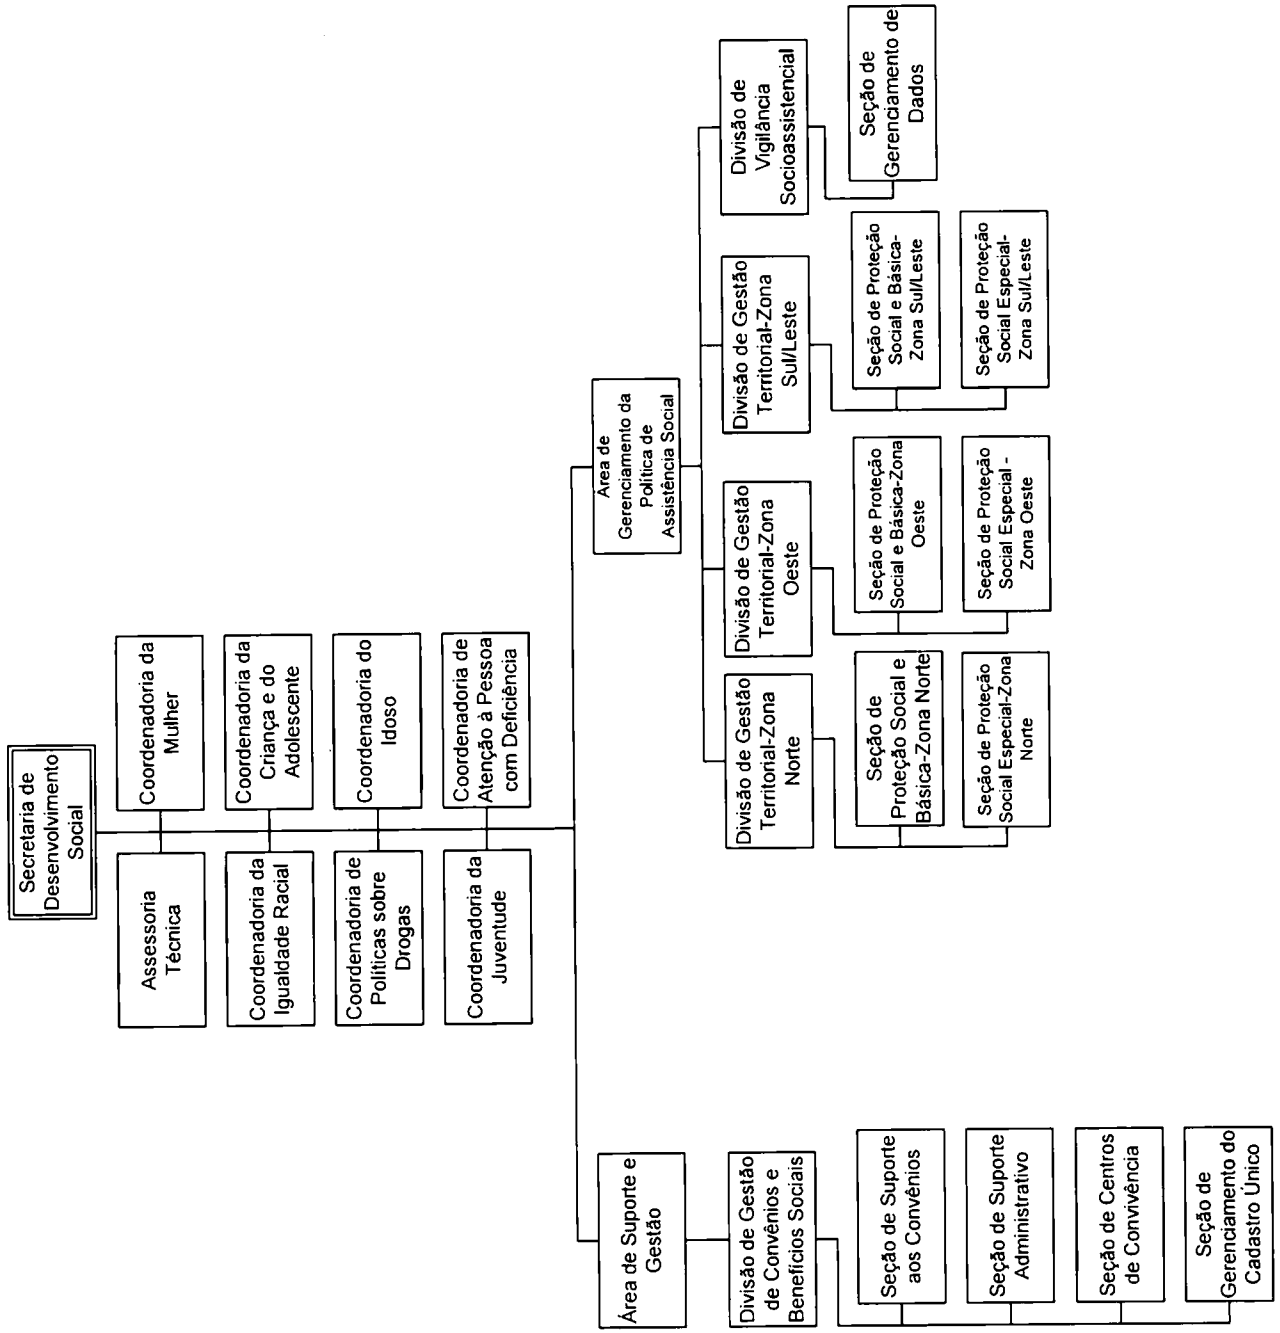 Secretaria de
Desenvolvimento
Social
Assessoria
Técnica
Coordenadoria da
Mulher
Coordenadoria da
Igualdade Racial
Coordenadoria da
Criança e do
Adolescente
Coordenadoria de
Políticas sobre
Drogas
Coordenadoria do
Idoso
Coordenadoria da
Juventude
Coordenadoria de
Atenção à Pessoa
com Deficiência
Área de Suporte e
Gestão
Divisão de Gestão
de Convênios e
Benefícios Sociais
Seção de Suporte
aos Convênios
Seção de Suporte
Administrativo
Seção de Centros
de Convivência
Seção de
Gerenciamento do
Cadastro Único
Área de
Gerenciamento da
Política de
Assistência Social
Divisão de Gestão
Territorial-Zona
Norte
Seção de
Proteção Social e
Básica-Zona Norte
Seção de Proteção
Social Especial-Zona
Norte
Divisão de Gestão
Territorial-Zona
Oeste
Seção de Proteção
Social e Básica-Zona
Oeste
Seção de Proteção
Social Especial -
Zona Oeste
Divisão de Gestão
Territorial-Zona
Sul/Leste
Seção de Proteção
Social e Básica-
Zona Sul/Leste
Seção de Proteção
Social Especial-
Zona Sul/Leste
Divisão de
Vigilância
Socioassistencial
Seção de
Gerenciamento de
Dados